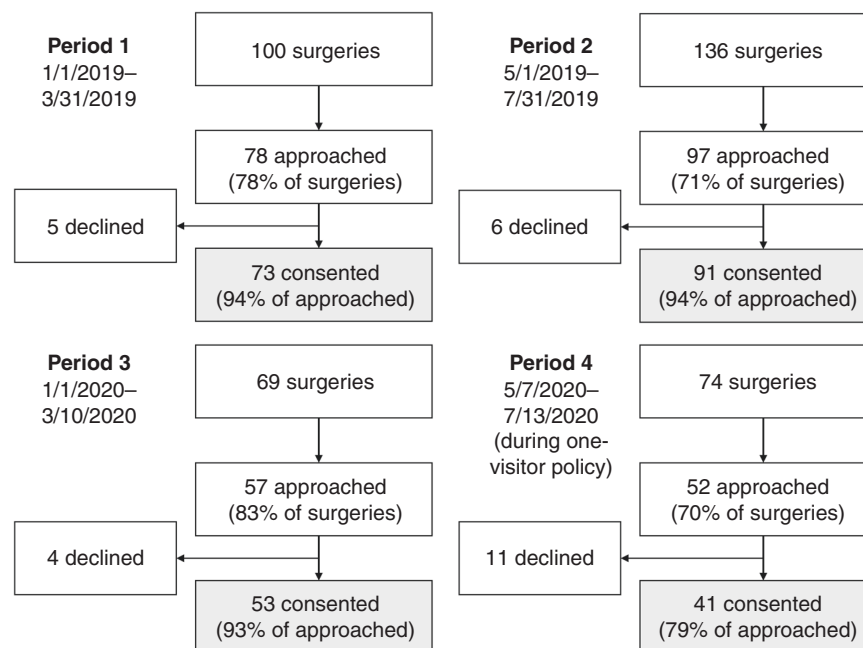 Period 1
1/1/2019–
3/31/2019
100 surgeries
78 approached
(78% of surgeries)
5 declined
73 consented
(94% of approached)
Period 2
5/1/2019–
7/31/2019
136 surgeries
97 approached
(71% of surgeries)
6 declined
91 consented
(94% of approached)
Period 3
1/1/2020–
3/10/2020
69 surgeries
57 approached
(83% of surgeries)
4 declined
53 consented
(93% of approached)
Period 4
5/7/2020–
7/13/2020
(during one-
visitor policy)
74 surgeries
52 approached
(70% of surgeries)
11 declined
41 consented
(79% of approached)